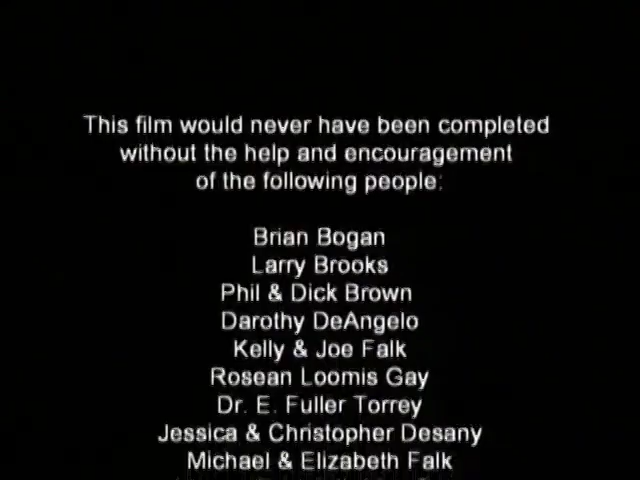 This film would never have been completed
without the help and encouragement
of the following people:
Brian Bogan
Larry Brooks
Phil & Dick Brown
Darothy DeAngelo
Kelly & Joe Falk
Rosean Loomis Gay
Dr. E. Fuller Torrey
Jessica & Christopher Desany
Michael & Elizabeth Falk